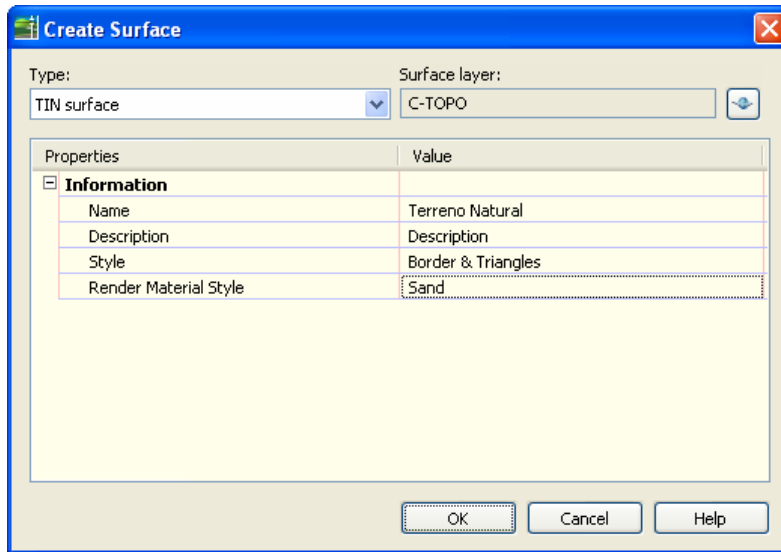 Create Surface
Type:
Surface layer:
TIN surface
C-TOPO
Properties Value
Information
Name Terreno Natural
Description Description
Style Border & Triangles
Render Material Style Sand
OK Cancel Help